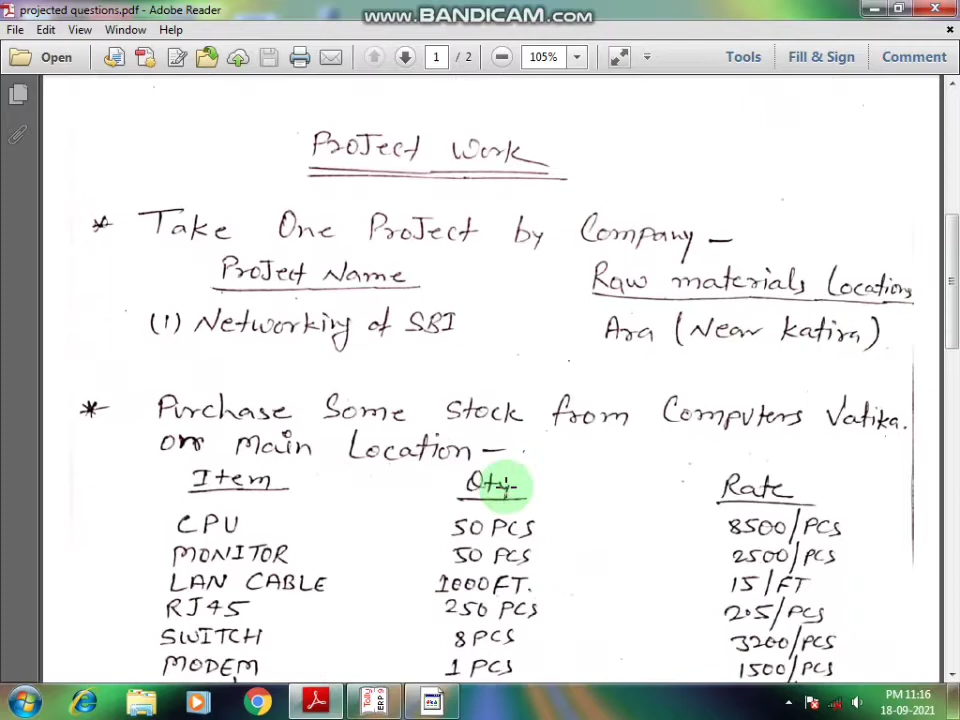 projected questions.pdf - Adobe Reader
www.BANDICAM.com
File Edit View Window Help
Open 1 / 2 105% Tools Fill & Sign Comment
ProJect Work
* Take One ProJect by Company -
ProJect Name Raw materials Location
(1) Networking of SBI Ara (Near Katira)
* Purchase Some Stock from Computers Vatika.
on main Location -
Item Qty Rate
CPU 50 PCS 8500/PCS
MONITOR 50 PCS 2500/PCS
LAN CABLE 1000FT. 15/FT
RJ45 250 PCS 205/PCS
SWITCH 8 PCS 3200/PCS
MODEM 1 PCS 1500/PCS
Tally ERP9
PM 11:16
18-09-2021